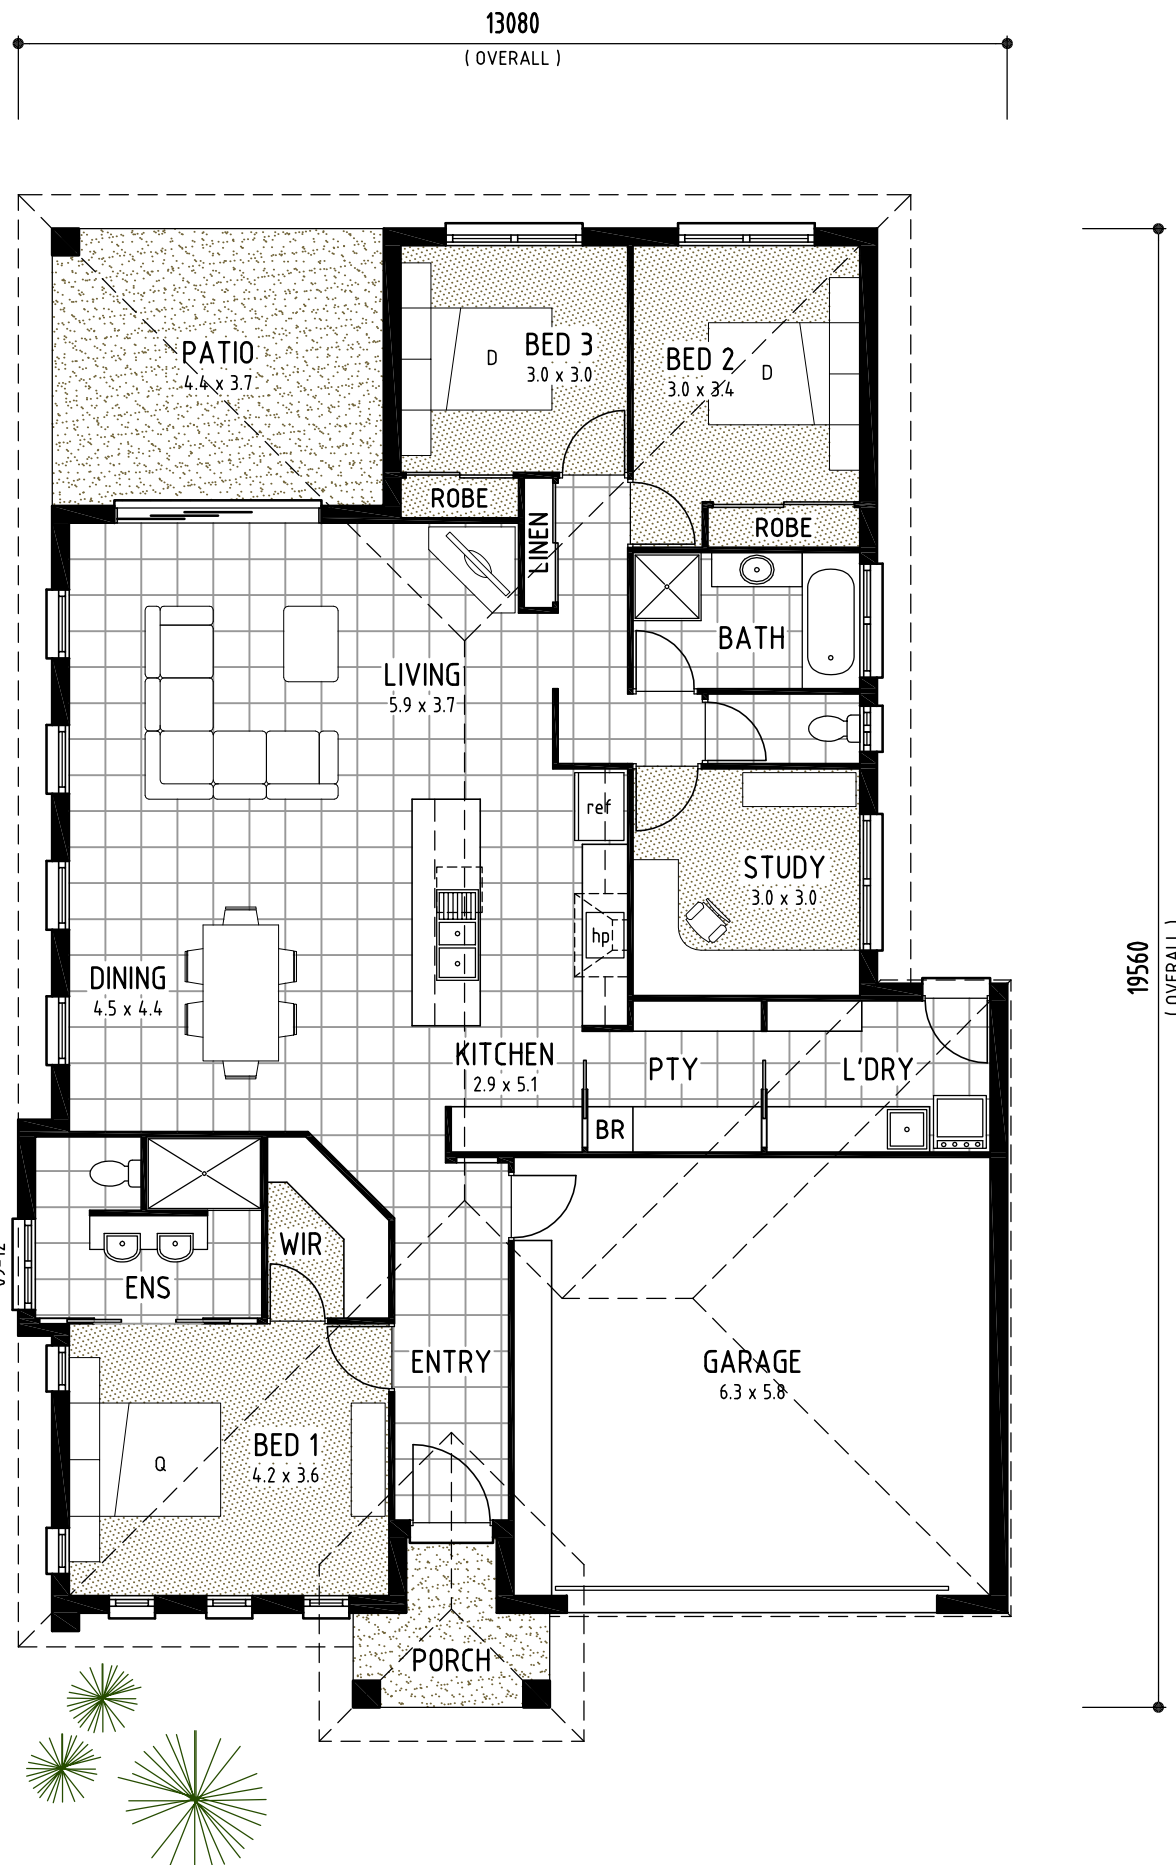 13080
( OVERALL )
PATIO
4.4 x 3.7
D
BED 3
3.0 x 3.0
BED 2
3.0 x 3.4
D
ROBE
LINEN
ROBE
BATH
LIVING
5.9 x 3.7
ref
STUDY
3.0 x 3.0
hp
DINING
4.5 x 4.4
19560
( OVERALL )
KITCHEN
2.9 x 5.1
PTY
L'DRY
BR
WIR
ENS
ENTRY
GARAGE
6.3 x 5.8
BED 1
4.2 x 3.6
Q
PORCH